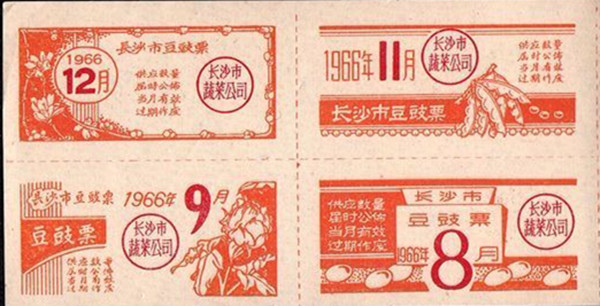 1966
12月
长沙市豆豉票
供应数量
届时公佈
当月有效
过期作废
长沙市
蔬菜公司
1966年11月
长沙市
蔬菜公司
供应数量
届时公佈
当月有效
过期作废
长沙市豆豉票
长沙市豆豉票
豆豉票
1966年9月
长沙市
蔬菜公司
供应数量
届时公佈
当月有效
过期作废
供应数量
届时公佈
当月有效
过期作废
长沙市
豆豉票
1966年8月
长沙市
蔬菜公司